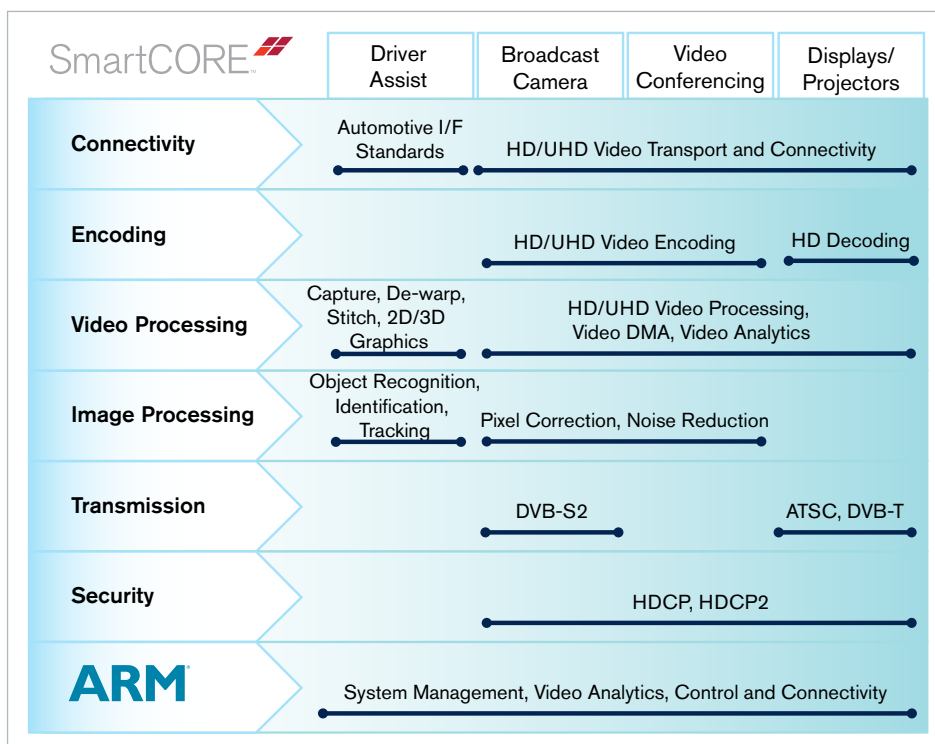 SmartCORE™
Driver
Assist
Broadcast
Camera
Video
Conferencing
Displays/
Projectors
Connectivity
Automotive I/F
Standards
HD/UHD Video Transport and Connectivity
Encoding
HD/UHD Video Encoding
HD Decoding
Video Processing
Capture, De-warp,
Stitch, 2D/3D
Graphics
HD/UHD Video Processing,
Video DMA, Video Analytics
Image Processing
Object Recognition,
Identification,
Tracking
Pixel Correction, Noise Reduction
Transmission
DVB-S2
ATSC, DVB-T
Security
HDCP, HDCP2
ARM®
System Management, Video Analytics, Control and Connectivity